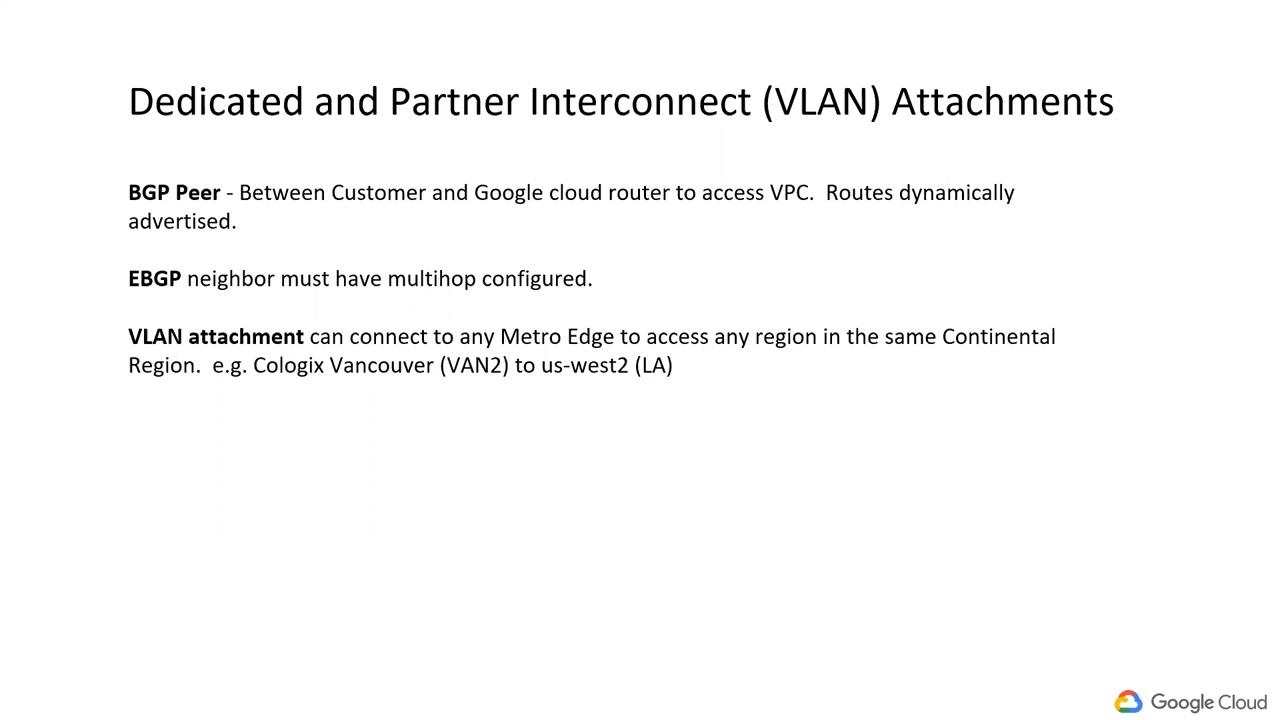 Dedicated and Partner Interconnect (VLAN) Attachments
BGP Peer - Between Customer and Google cloud router to access VPC.  Routes dynamically
advertised.
EBGP neighbor must have multihop configured.
VLAN attachment can connect to any Metro Edge to access any region in the same Continental
Region.  e.g. Cologix Vancouver (VAN2) to us-west2 (LA)
Google Cloud